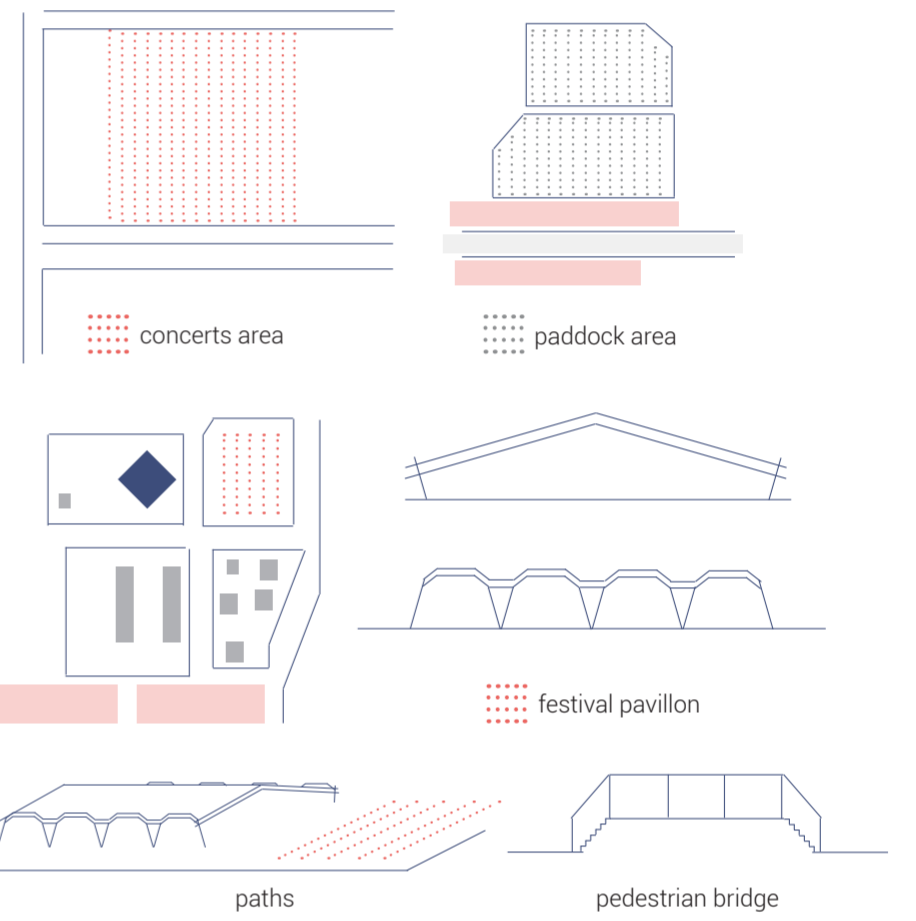 concerts area
paddock area
festival pavillon
paths
pedestrian bridge